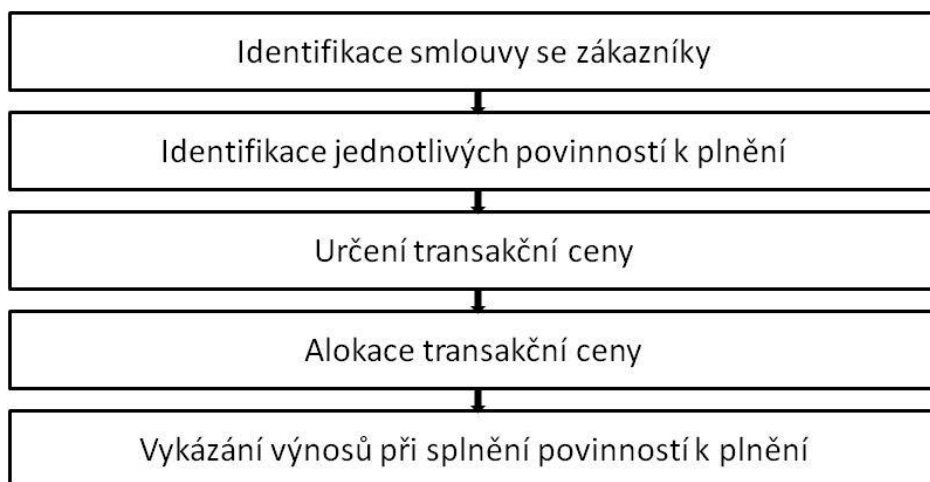 Identifikace smlouvy se zákazníky
Identifikace jednotlivých povinností k plnění
Určení transakční ceny
Alokace transakční ceny
Vykázání výnosů při splnění povinností k plnění